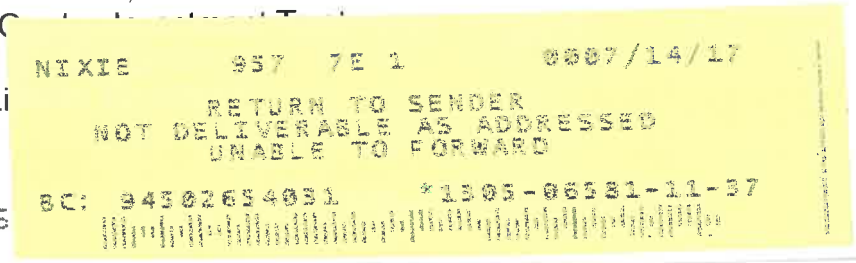 NIXIE 957 7E 1 0007/14/17
RETURN TO SENDER
NOT DELIVERABLE AS ADDRESSED
UNABLE TO FORWARD
BC: 94302654031 *1305-06581-11-37